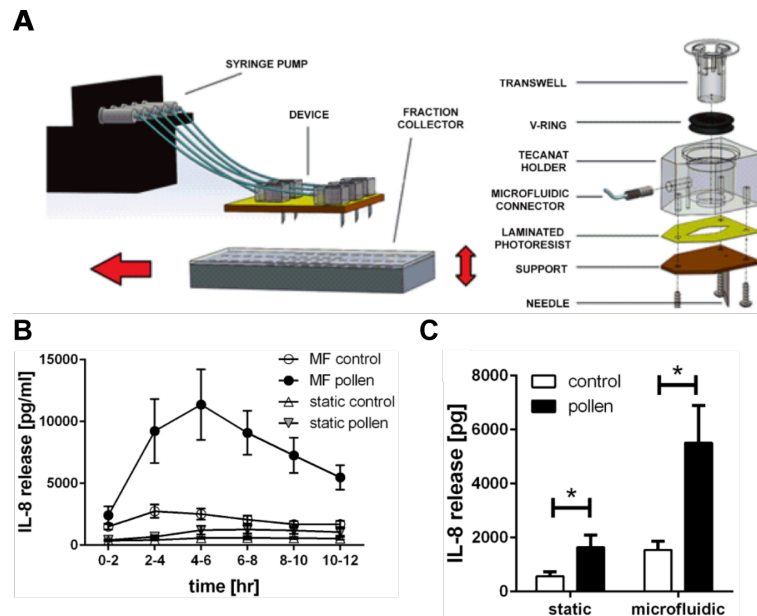 A
SYRINGE PUMP
DEVICE
FRACTION
COLLECTOR
TRANSWELL
V-RING
TECANAT
HOLDER
MICROFLUIDIC
CONNECTOR
LAMINATED
PHOTORESIST
SUPPORT
NEEDLE
B
IL-8 release [pg/ml]
15000
10000
5000
0
MF control
MF pollen
static control
static pollen
0-2 2-4 4-6 6-8 8-10 10-12
time [hr]
C
IL-8 release [pg]
8000
6000
4000
2000
0
control
pollen
*
*
static microfluidic